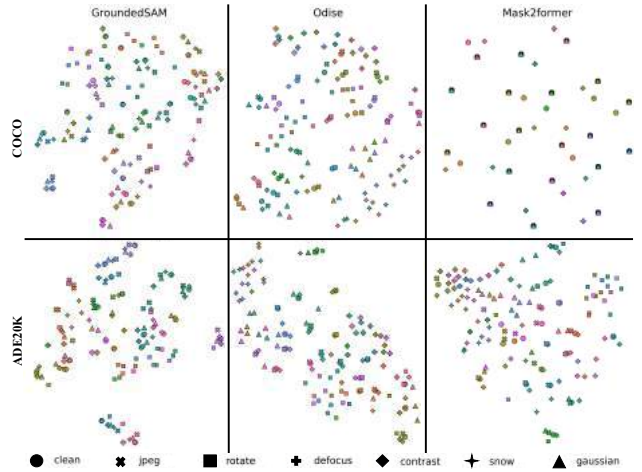 GroundedSAM Odise Mask2former
COCO
ADE20K
clean jpeg rotate defocus contrast snow gaussian